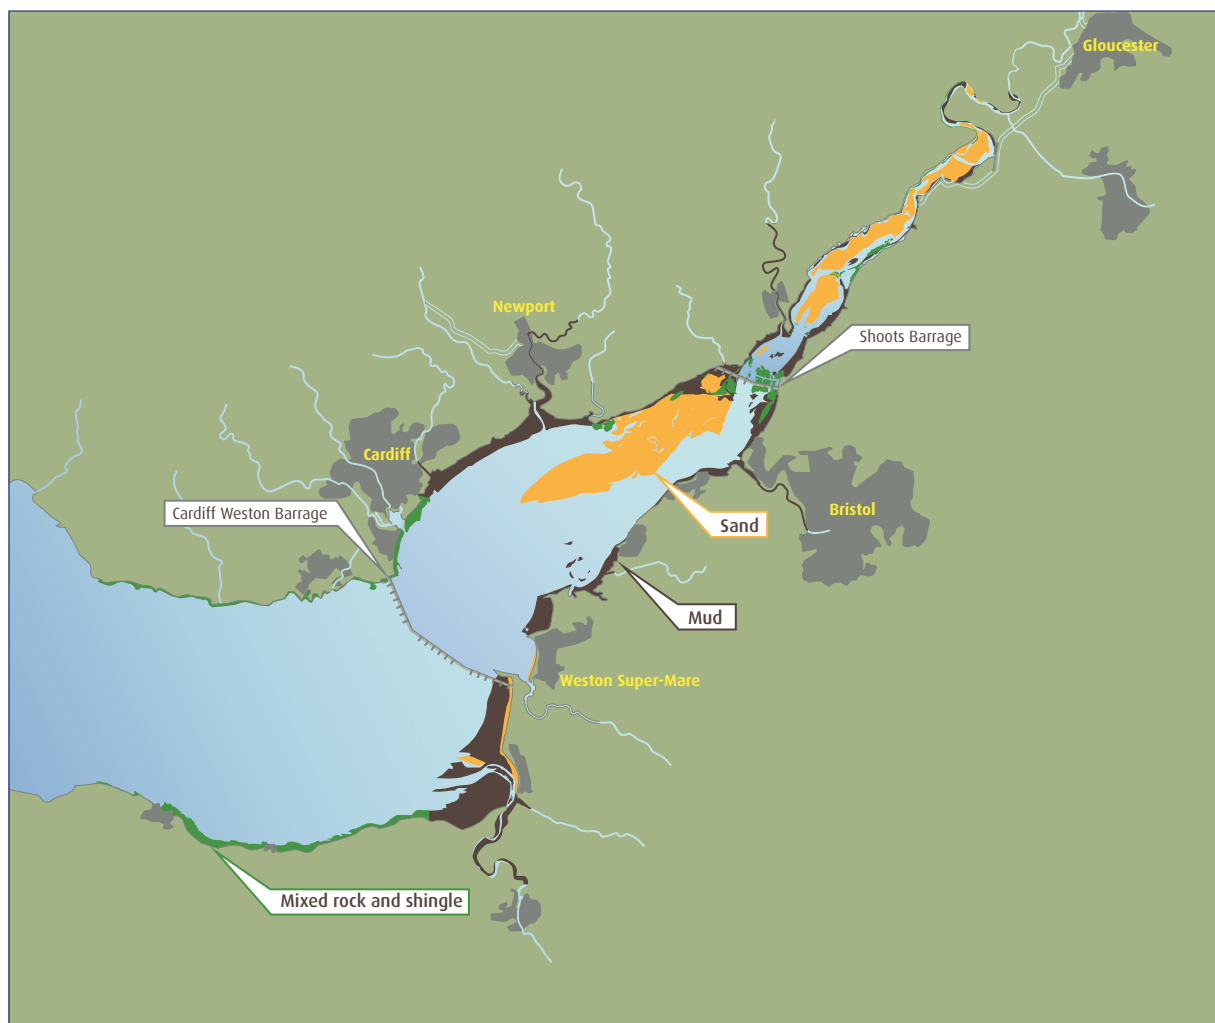 Gloucester
Newport
Shoots Barrage
Cardiff
Cardiff Weston Barrage
Bristol
Sand
Mud
Weston Super-Mare
Mixed rock and shingle